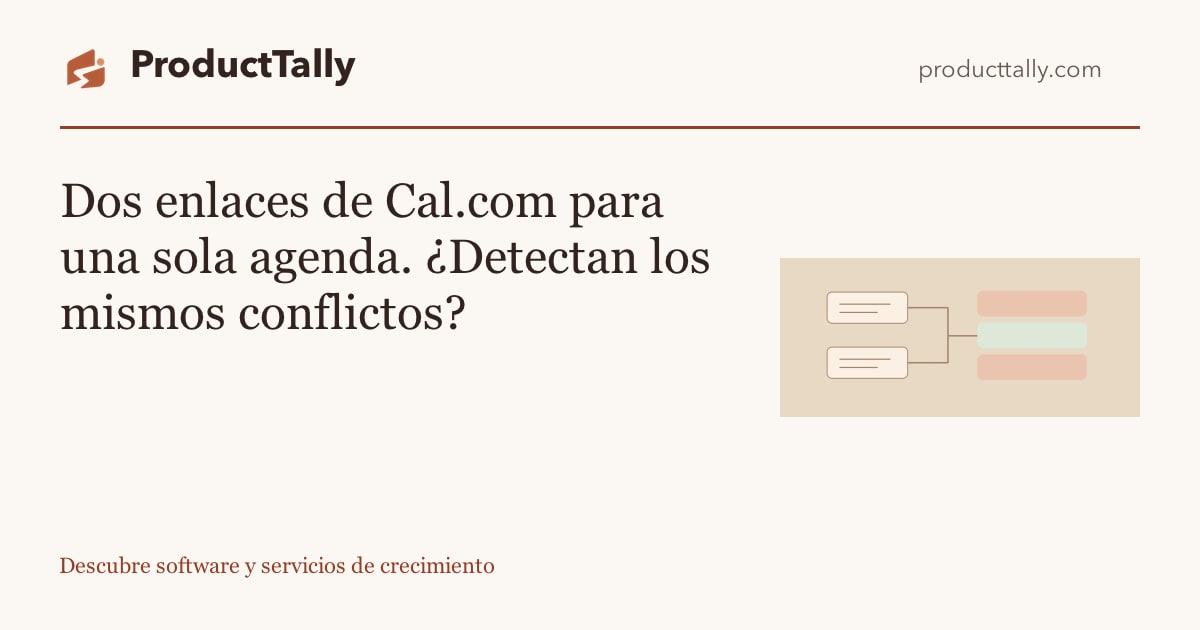 ProductTally
producttally.com
Dos enlaces de Cal.com para
una sola agenda. ¿Detectan los
mismos conflictos?
Descubre software y servicios de crecimiento